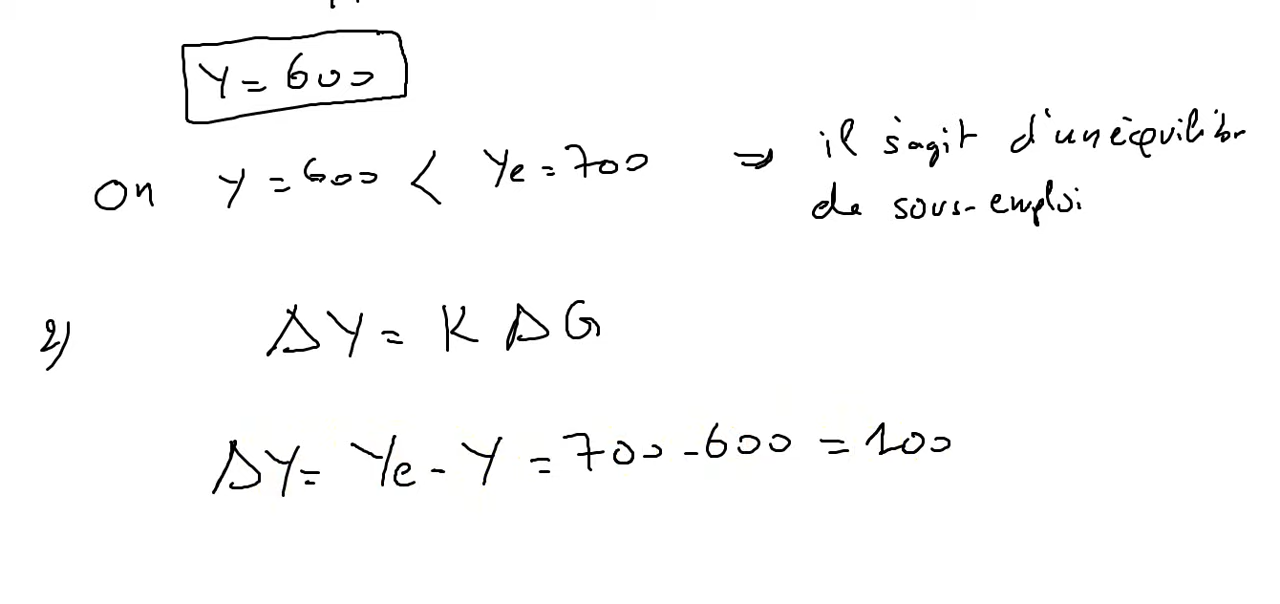 Y = 600
On Y = 600 < Ye = 700 ⇒ il s'agit d'un équilibr
de sous-emploi
2) ΔY = K ΔG
ΔY = Ye - Y = 700 - 600 = 100